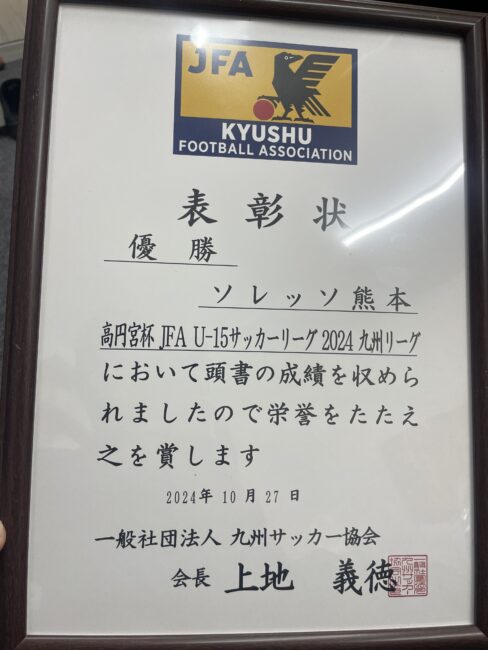 JFA
KYUSHU
FOOTBALL ASSOCIATION
表彰状
優勝
ソレッソ熊本
高円宮杯 JFA U-15サッカーリーグ 2024 九州リーグ
において頭書の成績を収めら
れましたので栄誉をたたえ
之を賞します
2024年10月27日
一般社団法人 九州サッカー協会
会長 上地 義徳